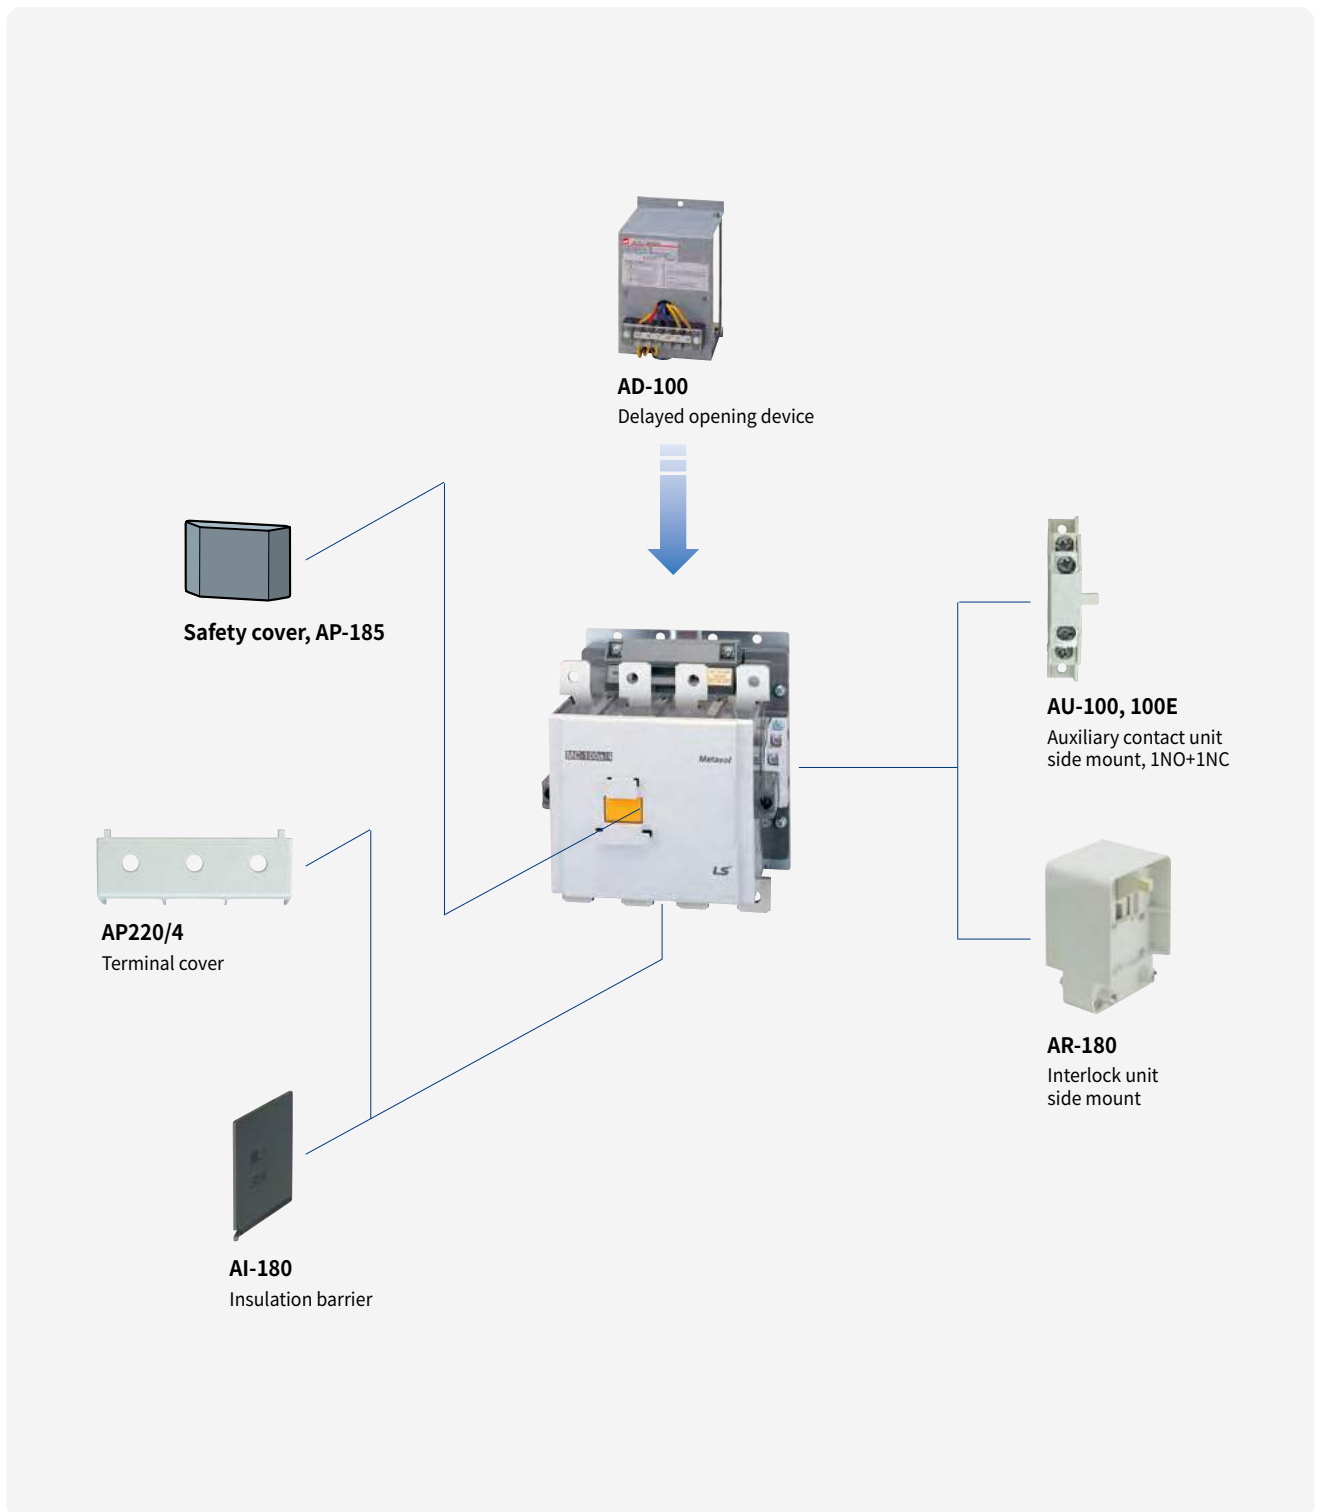 AD-100
Delayed opening device
Safety cover, AP-185
AU-100, 100E
Auxiliary contact unit
side mount, 1NO+1NC
Metasol
LS
AP220/4
Terminal cover
AR-180
Interlock unit
side mount
AI-180
Insulation barrier